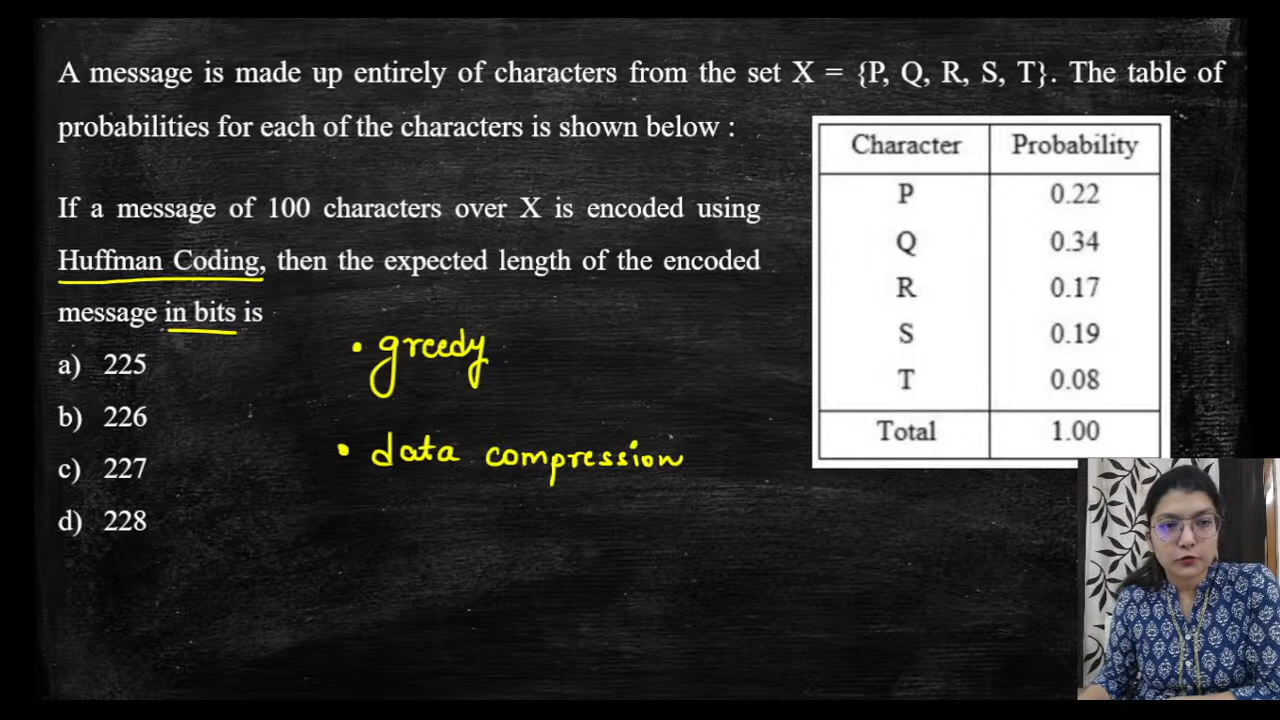 A message is made up entirely of characters from the set X = {P, Q, R, S, T}. The table of
probabilities for each of the characters is shown below :
If a message of 100 characters over X is encoded using
Huffman Coding, then the expected length of the encoded
message in bits is
a) 225
b) 226
c) 227
d) 228
• greedy
• data compression
Character Probability
P 0.22
Q 0.34
R 0.17
S 0.19
T 0.08
Total 1.00